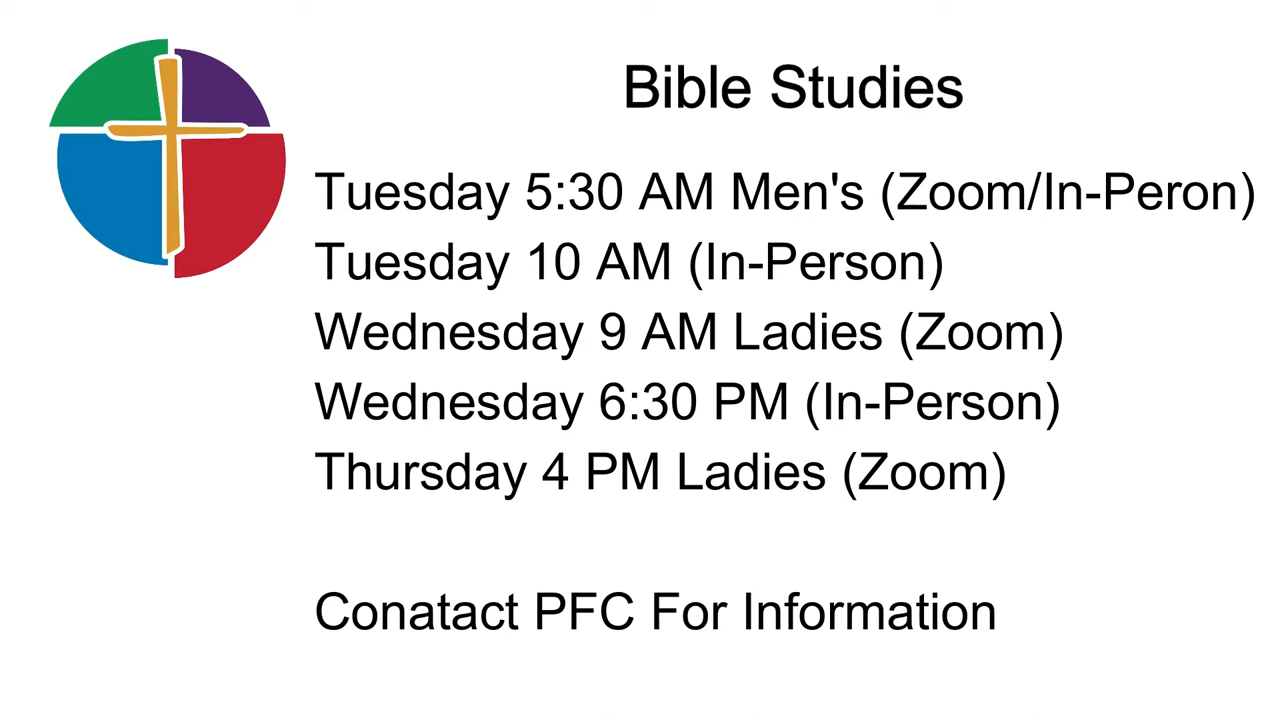 Bible Studies
Tuesday 5:30 AM Men's (Zoom/In-Peron)
Tuesday 10 AM (In-Person)
Wednesday 9 AM Ladies (Zoom)
Wednesday 6:30 PM (In-Person)
Thursday 4 PM Ladies (Zoom)
Conatact PFC For Information